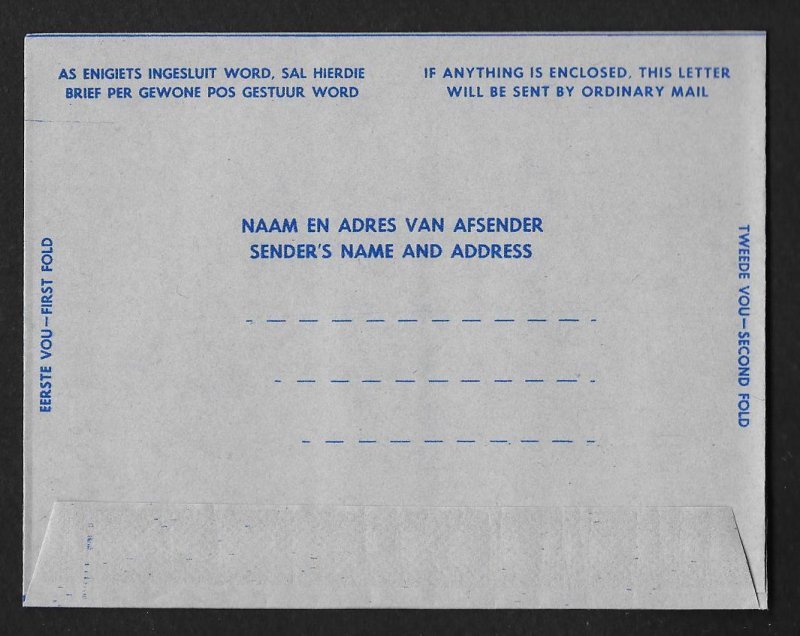 AS ENIGIETS INGESLUIT WORD, SAL HIERDIE
BRIEF PER GEWONE POS GESTUUR WORD
IF ANYTHING IS ENCLOSED, THIS LETTER
WILL BE SENT BY ORDINARY MAIL
NAAM EN ADRES VAN AFSENDER
SENDER'S NAME AND ADDRESS
EERSTE VOU—FIRST FOLD
TWEEDE VOU—SECOND FOLD